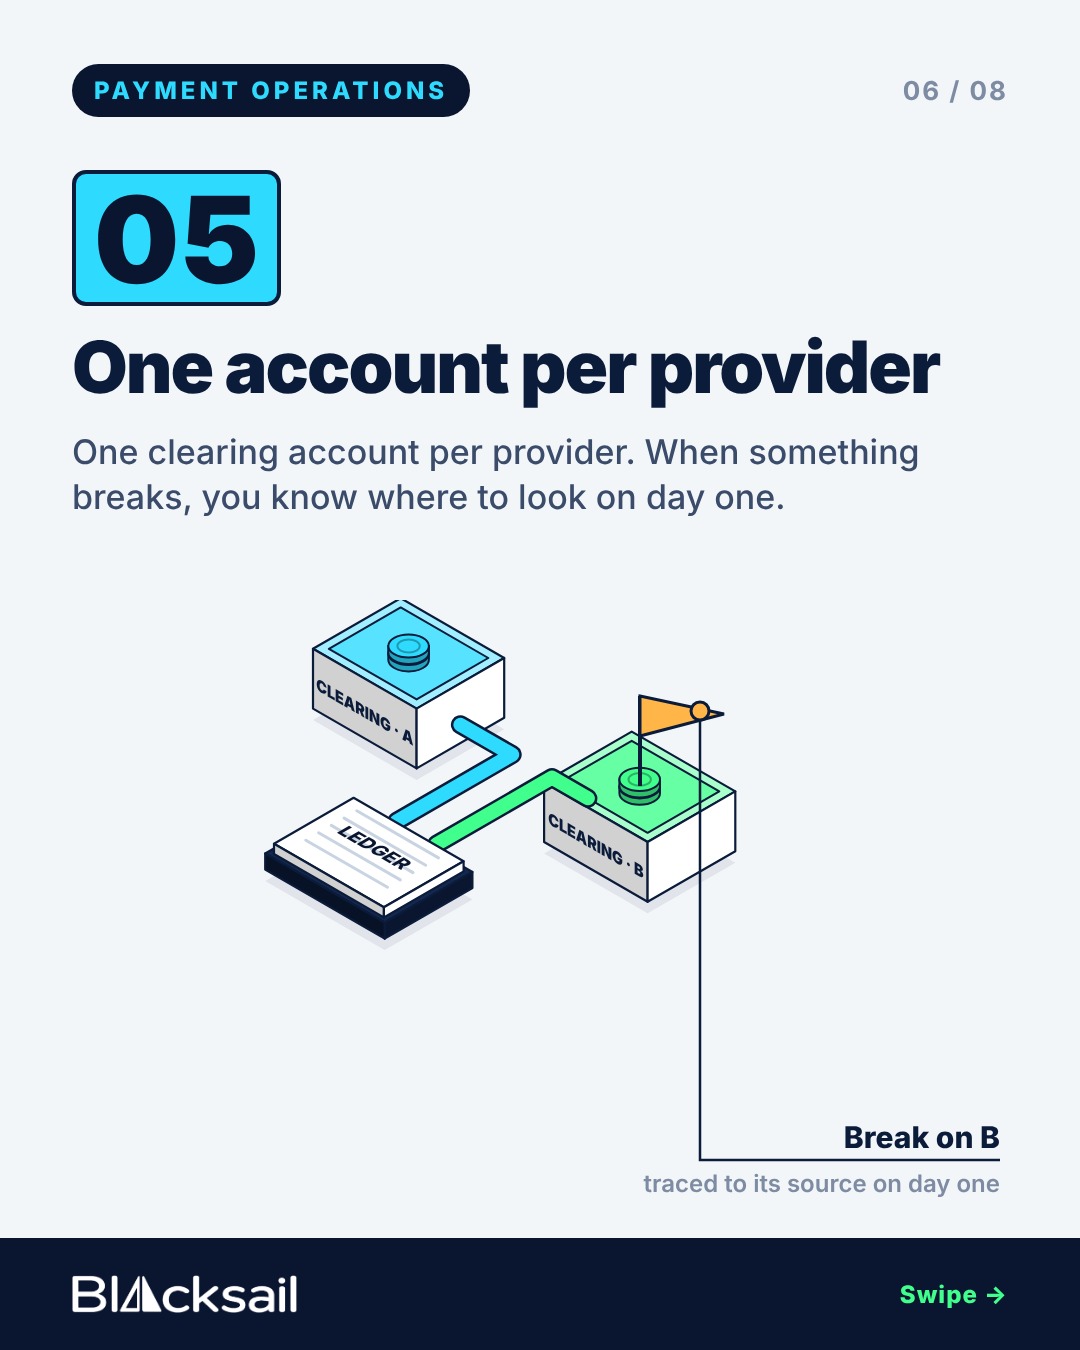 PAYMENT OPERATIONS
06 / 08
05
One account per provider
One clearing account per provider. When something
breaks, you know where to look on day one.
CLEARING · A
CLEARING · B
LEDGER
Break on B
traced to its source on day one
Blacksail
Swipe →